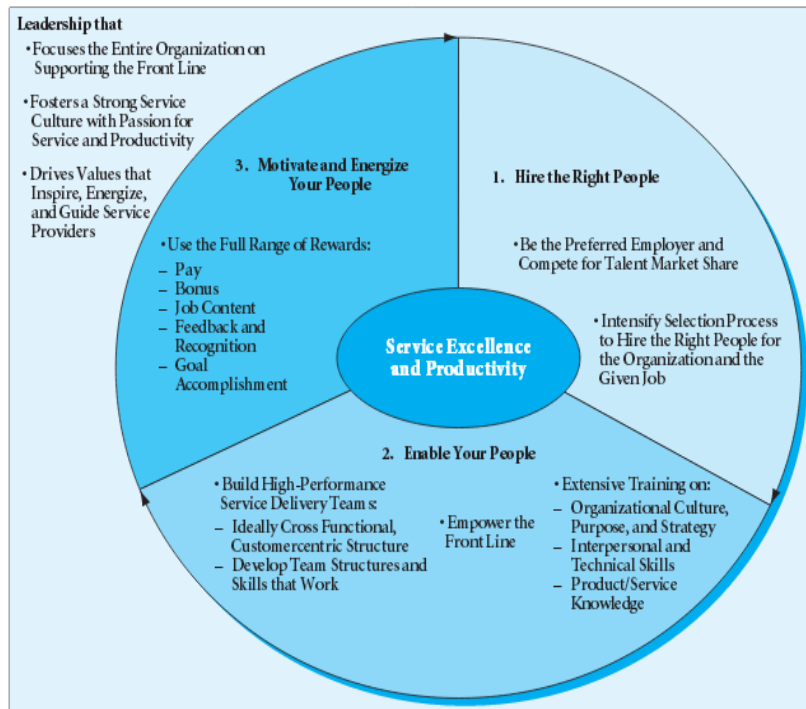 Leadership that
•Focuses the Entire Organization on
Supporting the Front Line
•Fosters a Strong Service
Culture with Passion for
Service and Productivity
•Drives Values that
Inspire, Energize,
and Guide Service
Providers
3. Motivate and Energize
Your People
•Use the Full Range of Rewards:
– Pay
– Bonus
– Job Content
– Feedback and
Recognition
– Goal
Accomplishment
1. Hire the Right People
•Be the Preferred Employer and
Compete for Talent Market Share
•Intensify Selection Process
to Hire the Right People for
the Organization and the
Given Job
Service Excellence
and Productivity
2. Enable Your People
•Build High-Performance
Service Delivery Teams:
– Ideally Cross Functional,
Customercentric Structure
– Develop Team Structures and
Skills that Work
•Empower the
Front Line
•Extensive Training on:
– Organizational Culture,
Purpose, and Strategy
– Interpersonal and
Technical Skills
– Product/Service
Knowledge